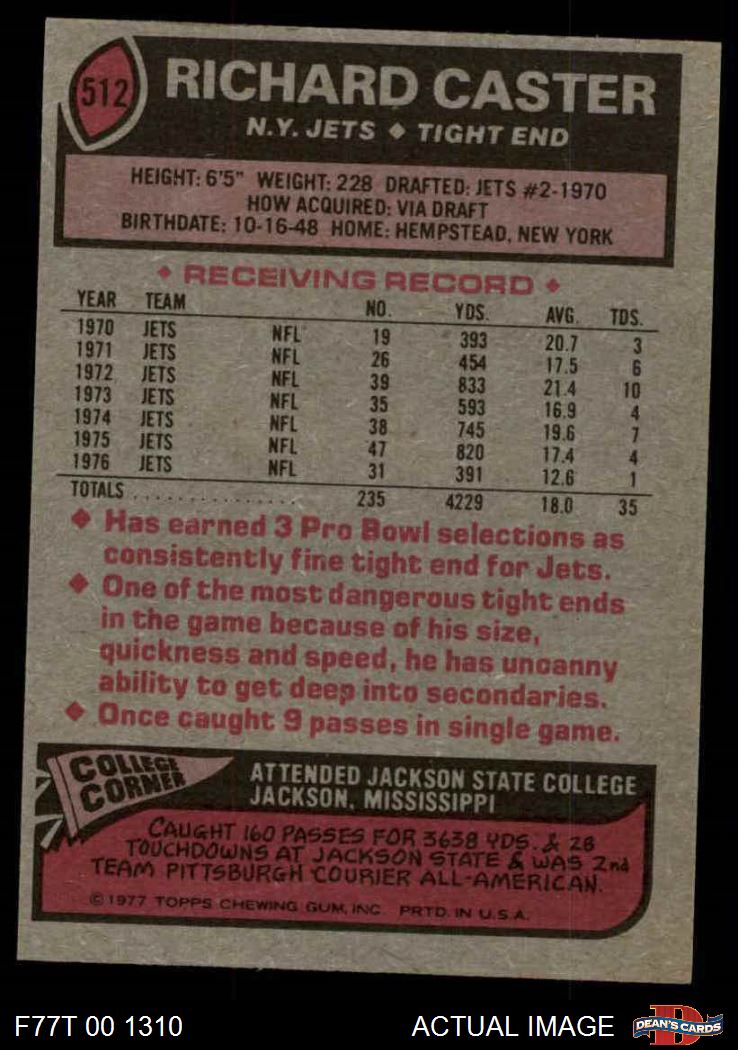 512
RICHARD CASTER
N.Y. JETS ◆ TIGHT END
HEIGHT: 6'5" WEIGHT: 228 DRAFTED: JETS #2-1970
HOW ACQUIRED: VIA DRAFT
BIRTHDATE: 10-16-48 HOME: HEMPSTEAD, NEW YORK
◆ RECEIVING RECORD ◆
YEAR TEAM NO. YDS. AVG. TDS.
1970 JETS NFL 19 393 20.7 3
1971 JETS NFL 26 454 17.5 6
1972 JETS NFL 39 833 21.4 10
1973 JETS NFL 35 593 16.9 4
1974 JETS NFL 38 745 19.6 7
1975 JETS NFL 47 820 17.4 4
1976 JETS NFL 31 391 12.6 1
TOTALS ................ 235 4229 18.0 35
◆ Has earned 3 Pro Bowl selections as
consistently fine tight end for Jets.
◆ One of the most dangerous tight ends
in the game because of his size,
quickness and speed, he has uncanny
ability to get deep into secondaries.
◆ Once caught 9 passes in single game.
COLLEGE
CORNER
ATTENDED JACKSON STATE COLLEGE
JACKSON, MISSISSIPPI
CAUGHT 160 PASSES FOR 3638 YDS. & 28
TOUCHDOWNS AT JACKSON STATE & WAS 2nd
TEAM PITTSBURGH COURIER ALL-AMERICAN.
© 1977 TOPPS CHEWING GUM, INC. PRTD. IN U.S.A.
F77T 00 1310
ACTUAL IMAGE
D
DEAN'S CARDS